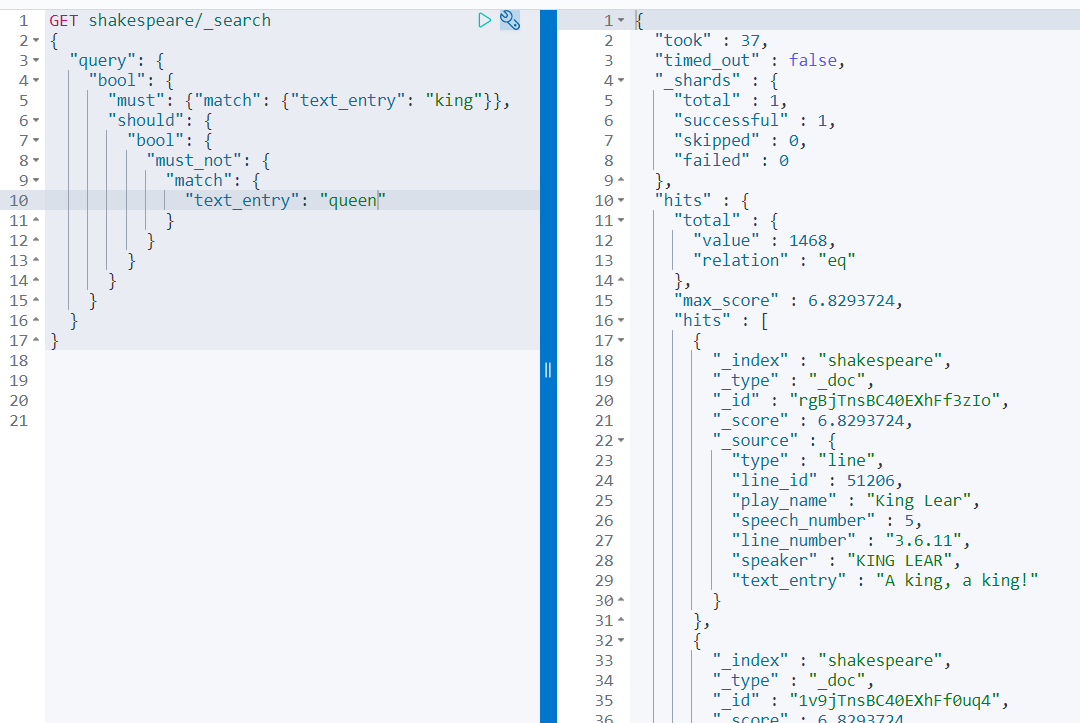 1 GET shakespeare/_search
2 {
3   "query": {
4     "bool": {
5       "must": {"match": {"text_entry": "king"}},
6       "should": {
7         "bool": {
8           "must_not": {
9             "match": {
10               "text_entry": "queen"
11             }
12           }
13         }
14       }
15     }
16   }
17 }
18
19
20
21
1 {
2   "took" : 37,
3   "timed_out" : false,
4   "_shards" : {
5     "total" : 1,
6     "successful" : 1,
7     "skipped" : 0,
8     "failed" : 0
9   },
10   "hits" : {
11     "total" : {
12       "value" : 1468,
13       "relation" : "eq"
14     },
15     "max_score" : 6.8293724,
16     "hits" : [
17       {
18         "_index" : "shakespeare",
19         "_type" : "_doc",
20         "_id" : "rgBjTnsBC40EXhFf3zIo",
21         "_score" : 6.8293724,
22         "_source" : {
23           "type" : "line",
24           "line_id" : 51206,
25           "play_name" : "King Lear",
26           "speech_number" : 5,
27           "line_number" : "3.6.11",
28           "speaker" : "KING LEAR",
29           "text_entry" : "A king, a king!"
30         }
31       },
32       {
33         "_index" : "shakespeare",
34         "_type" : "_doc",
35         "_id" : "1v9jTnsBC40EXhFf0uq4",
36         "_score" : 6.8293724,